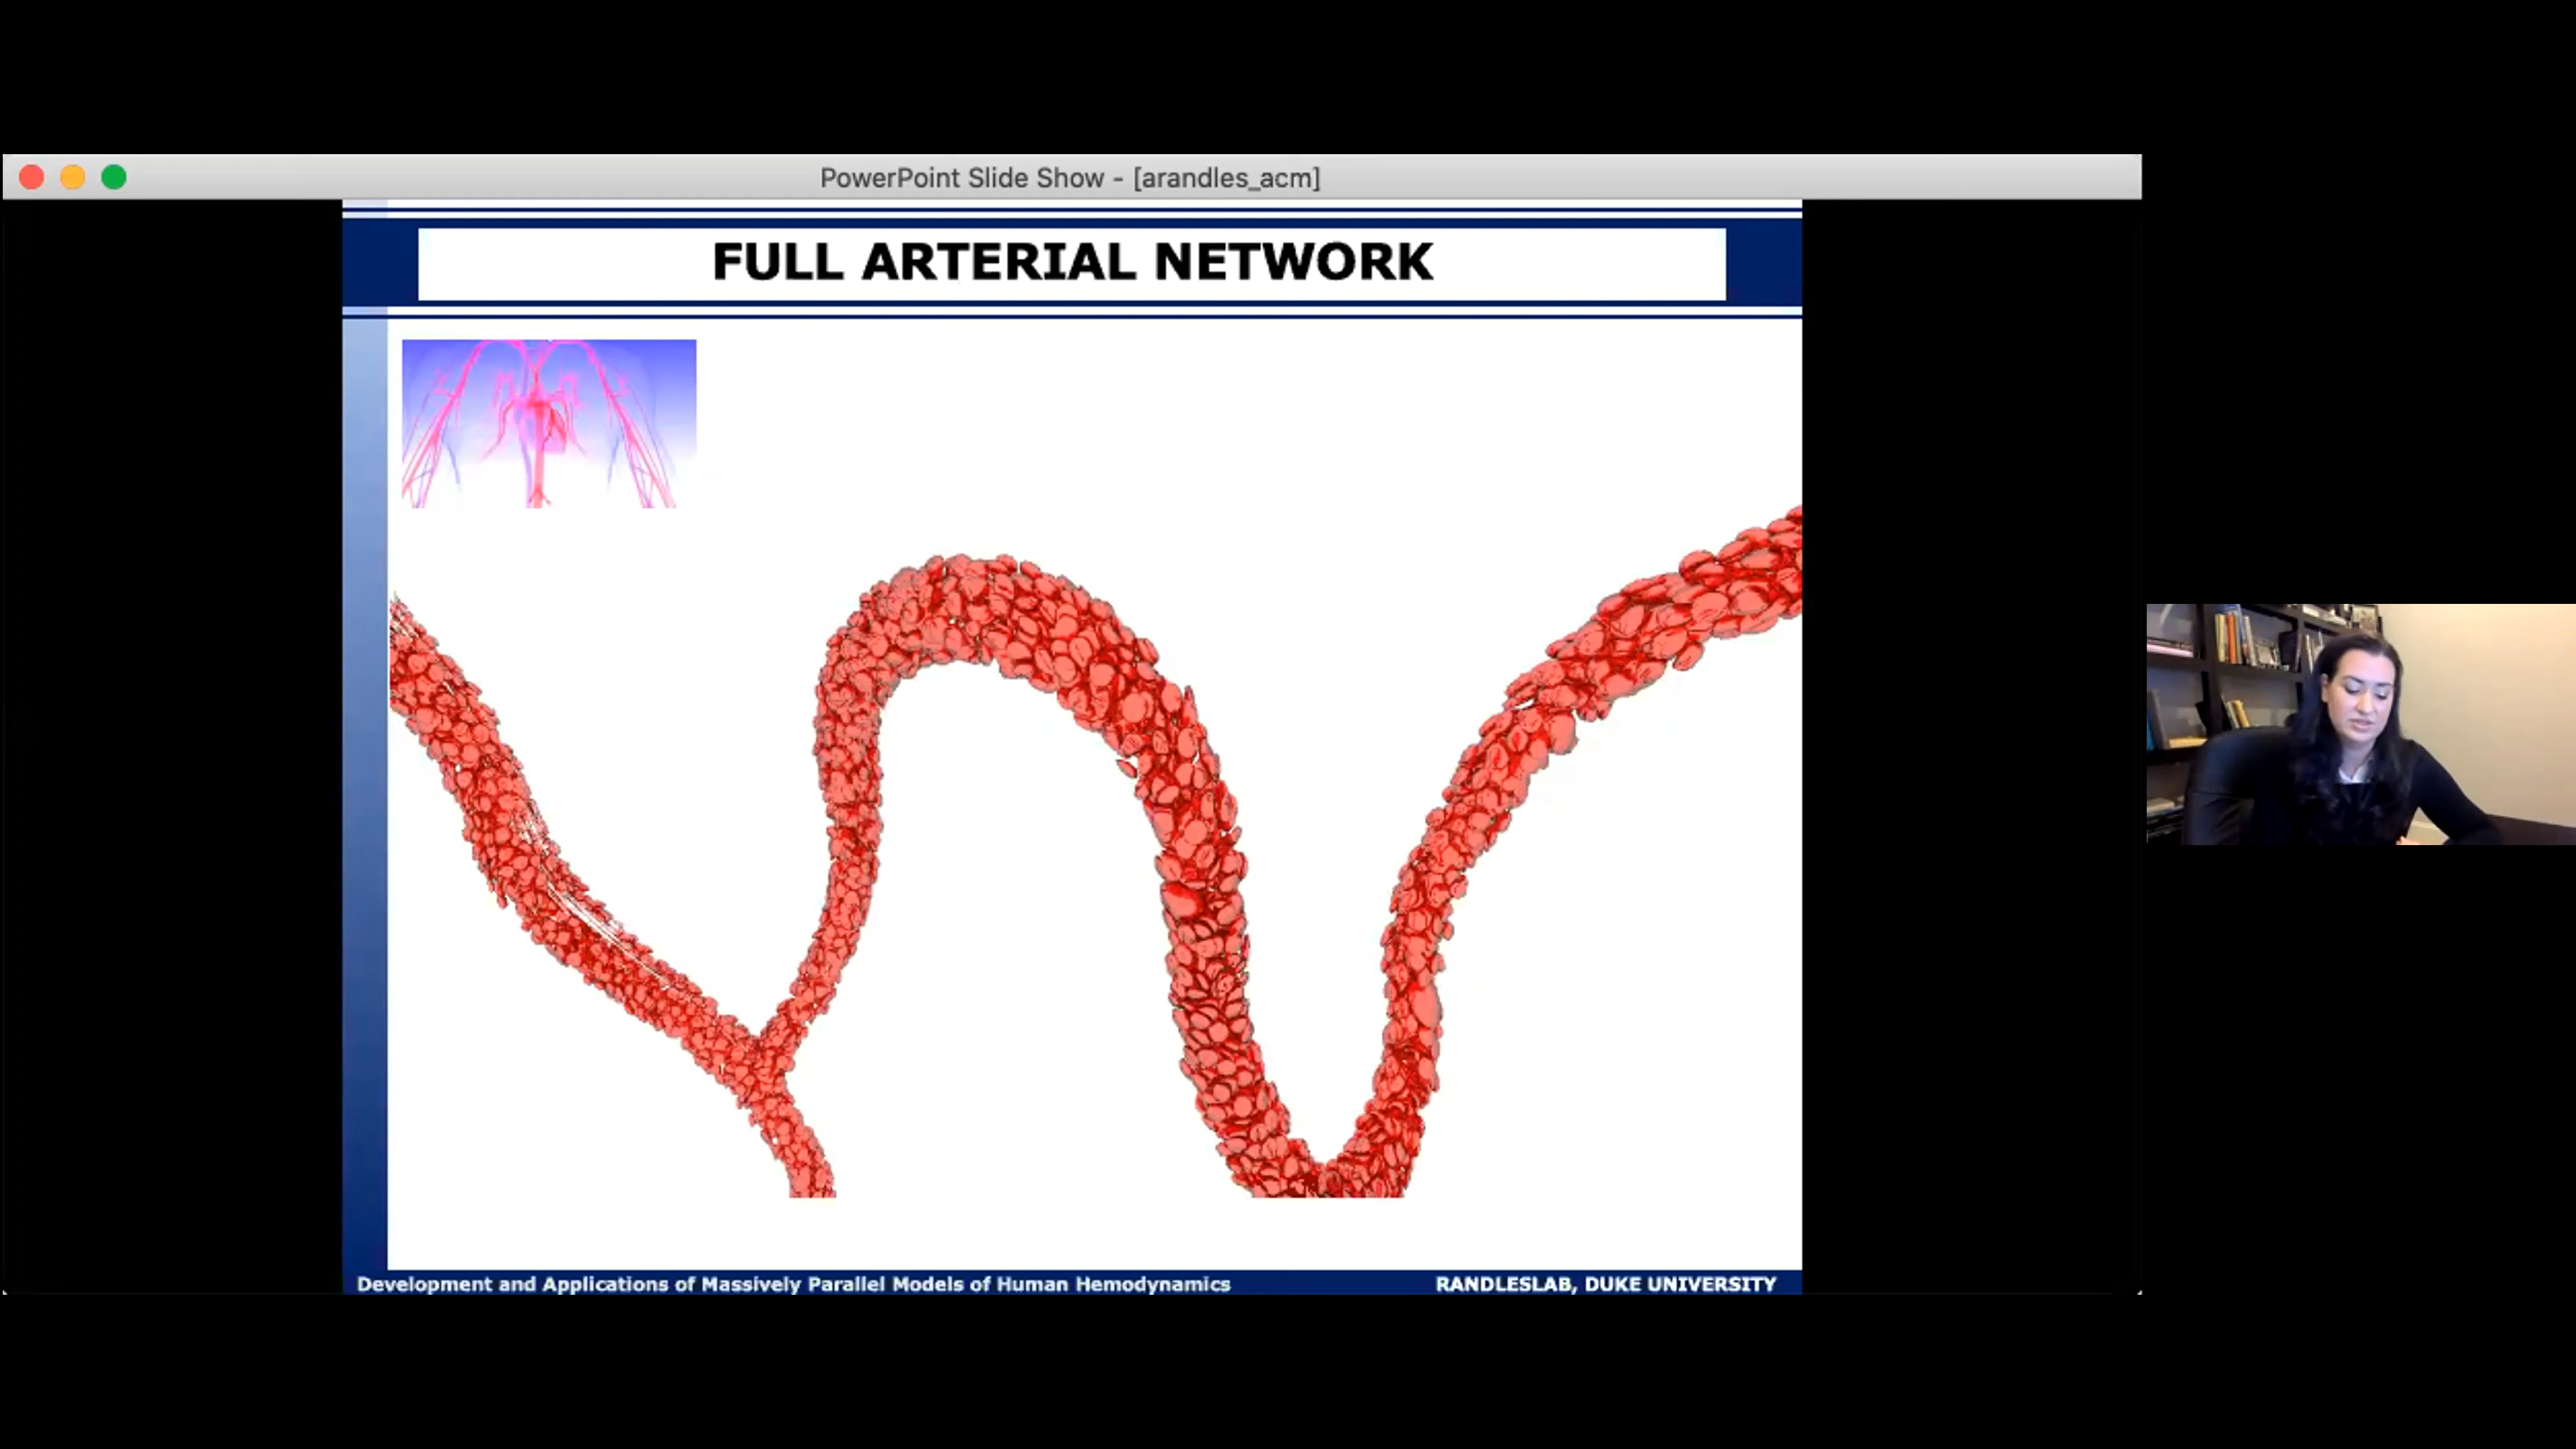 PowerPoint Slide Show - [arandles_acm]
FULL ARTERIAL NETWORK
Development and Applications of Massively Parallel Models of Human Hemodynamics
RANDLESLAB, DUKE UNIVERSITY